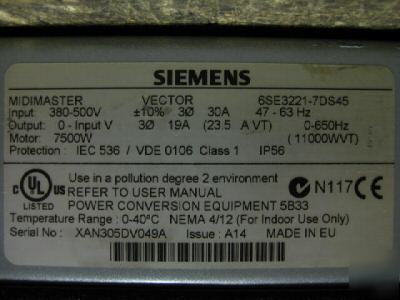 SIEMENS
MIDIMASTER VECTOR 6SE3221-7DS45
Input: 380-500V ±10% 3Ø 30A 47 - 63 Hz
Output: 0 - Input V 3Ø 19A (23.5 A VT) 0-650Hz
Motor: 7500W (11000WVT)
Protection: IEC 536 / VDE 0106 Class 1 IP56
Use in a pollution degree 2 environment
REFER TO USER MANUAL
POWER CONVERSION EQUIPMENT 5B33
C UL US ® LISTED
N117 CE
Temperature Range: 0-40°C NEMA 4/12 (For Indoor Use Only)
Serial No: XAN305DV049A Issue: A14 MADE IN EU